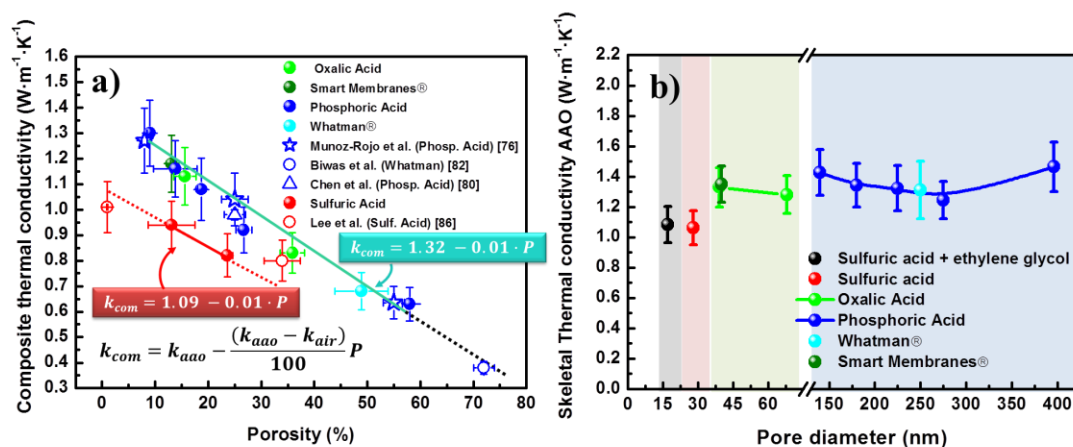 Composite thermal conductivity (W·m⁻¹·K⁻¹)
1.6
1.5
1.4
1.3
1.2
1.1
1.0
0.9
0.8
0.7
0.6
0.5
0.4
0.3
a)
Oxalic Acid
Smart Membranes®
Phosphoric Acid
Whatman®
Munoz-Rojo et al. (Phosp. Acid) [76]
Biwas et al. (Whatman) [82]
Chen et al. (Phosp. Acid) [80]
Sulfuric Acid
Lee et al. (Sulf. Acid) [86]
k_com = 1.32 − 0.01 · P
k_com = 1.09 − 0.01 · P
k_com = k_aao − (k_aao − k_air)/100 P
0 10 20 30 40 50 60 70 80
Porosity (%)
Skeletal Thermal conductivity AAO (W·m⁻¹·K⁻¹)
2.2
2.0
1.8
1.6
1.4
1.2
1.0
0.8
0.6
0.4
0.2
0.0
b)
Sulfuric acid + ethylene glycol
Sulfuric acid
Oxalic Acid
Phosphoric Acid
Whatman®
Smart Membranes®
0 15 30 45 60 140 210 280 350
Pore diameter (nm)